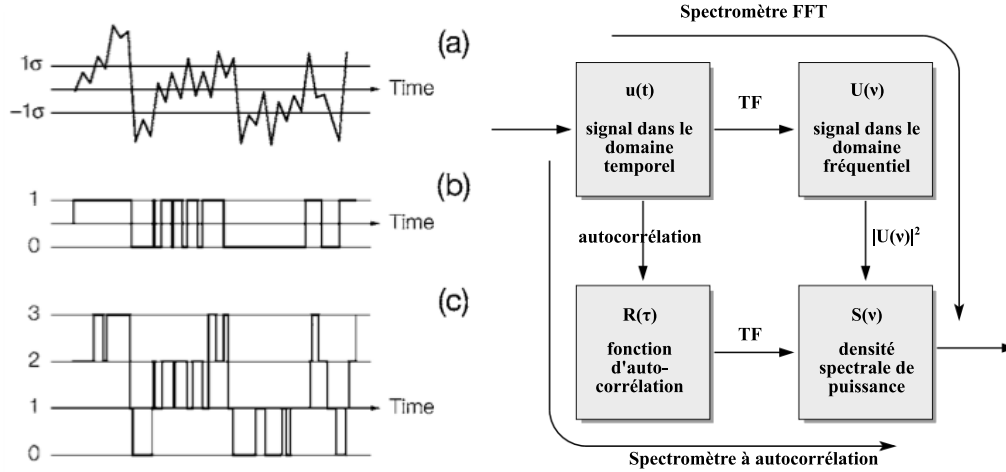 (a)
1σ
Time
−1σ
(b)
1
Time
0
(c)
3
2
1
Time
0
Spectromètre FFT
u(t)
signal dans le
domaine
temporel
TF
U(ν)
signal dans le
domaine
fréquentiel
autocorrélation
|U(ν)|²
R(τ)
fonction
d'auto-
corrélation
TF
S(ν)
densité
spectrale de
puissance
Spectromètre à autocorrélation